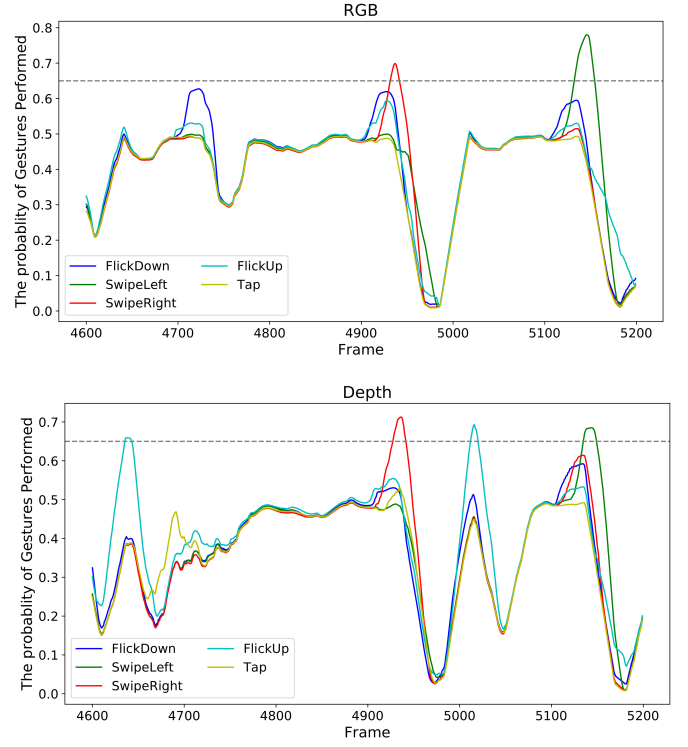 RGB
The probablity of Gestures Performed
0.8
0.7
0.6
0.5
0.4
0.3
0.2
0.1
0.0
FlickDown FlickUp
SwipeLeft Tap
SwipeRight
4600 4700 4800 4900 5000 5100 5200
Frame
Depth
The probablity of Gestures Performed
0.7
0.6
0.5
0.4
0.3
0.2
0.1
0.0
FlickDown FlickUp
SwipeLeft Tap
SwipeRight
4600 4700 4800 4900 5000 5100 5200
Frame